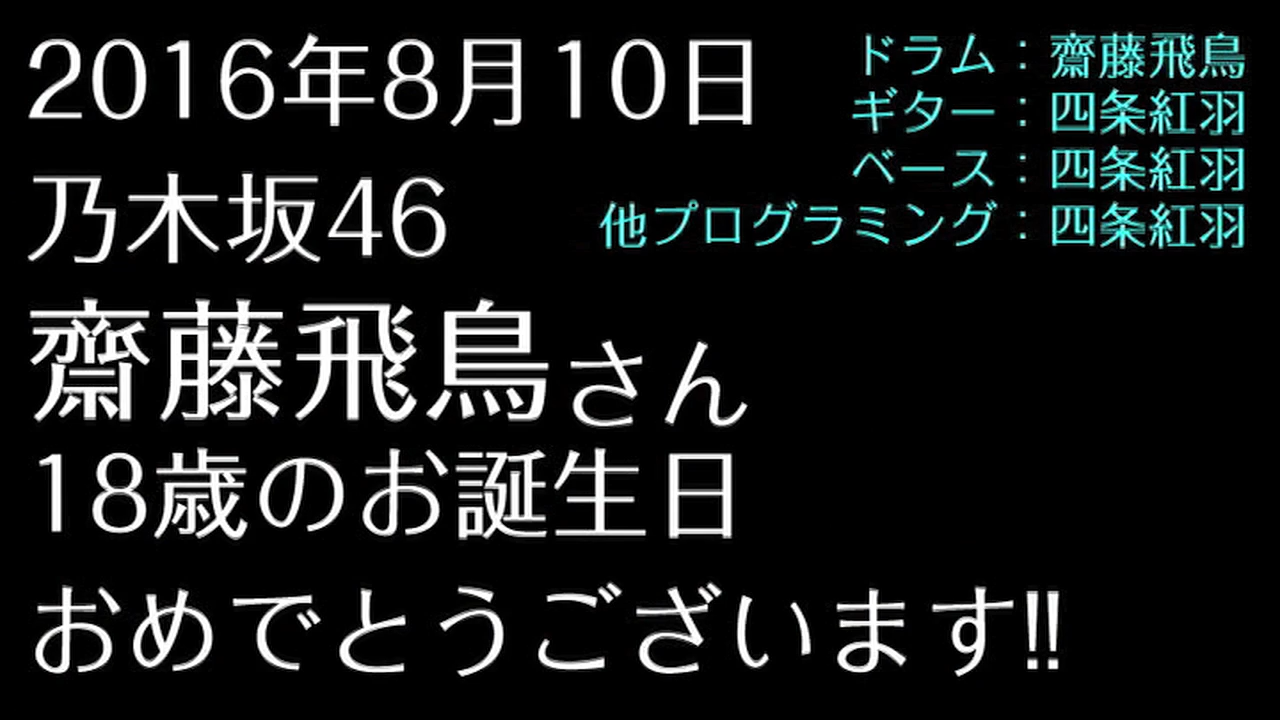 2016年8月10日
乃木坂46
齋藤飛鳥さん
18歳のお誕生日
おめでとうございます!!
ドラム：齋藤飛鳥
ギター：四条紅羽
ベース：四条紅羽
他プログラミング：四条紅羽